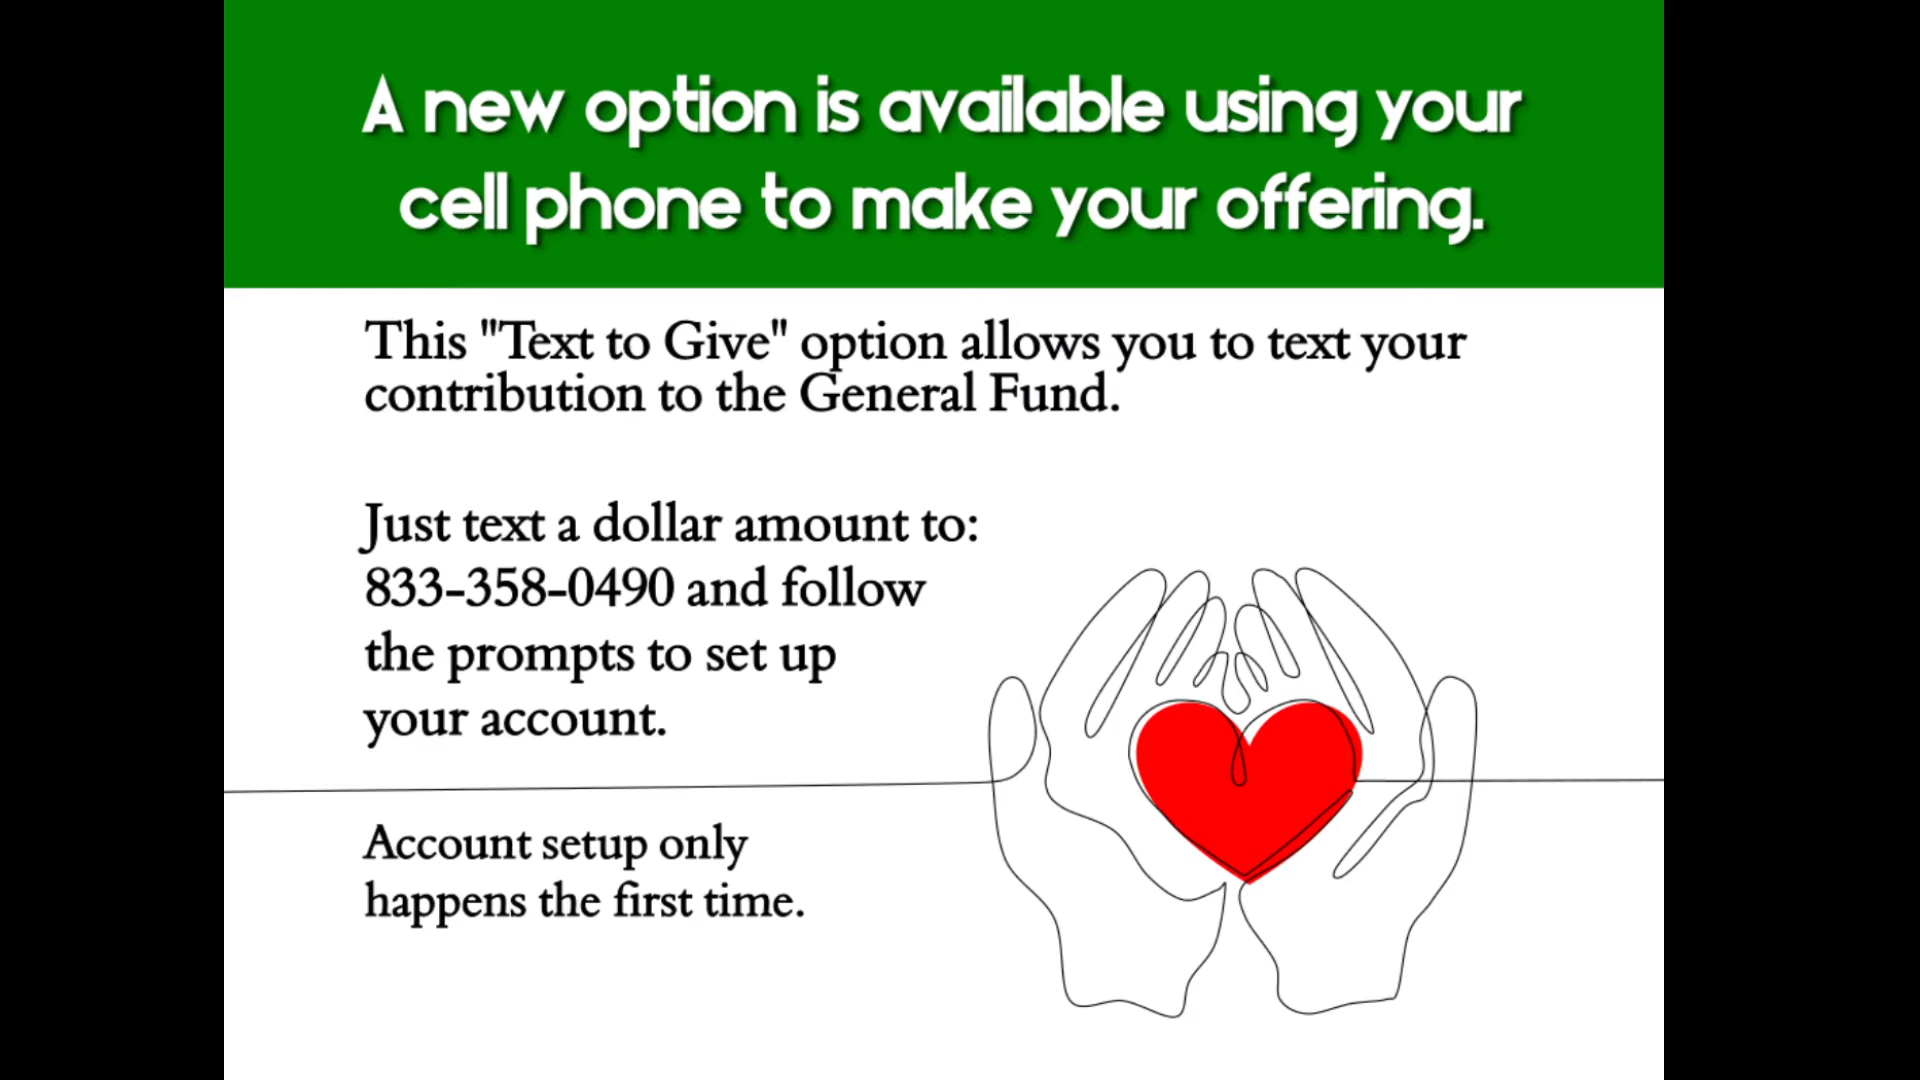 A new option is available using your
cell phone to make your offering.
This "Text to Give" option allows you to text your
contribution to the General Fund.
Just text a dollar amount to:
833-358-0490 and follow
the prompts to set up
your account.
Account setup only
happens the first time.